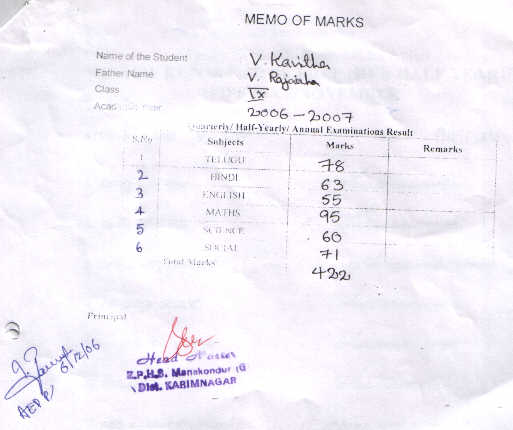 MEMO OF MARKS
Name of the Student V. Kavitha
Father Name V. Rajaiaha
Class IX
Academic Year 2006-2007
Quarterly/ Half-Yearly/ Annual Examinations Result
S.No Subjects Marks Remarks
1 TELUGU 78
2 HINDI 63
3 ENGLISH 55
4 MATHS 95
5 SCIENCE 60
6 SOCIAL 71
Total Marks 422
Principal
Head Master
Z.P.H.S. Manakondur (G
Dist. KARIMNAGAR
6/12/06